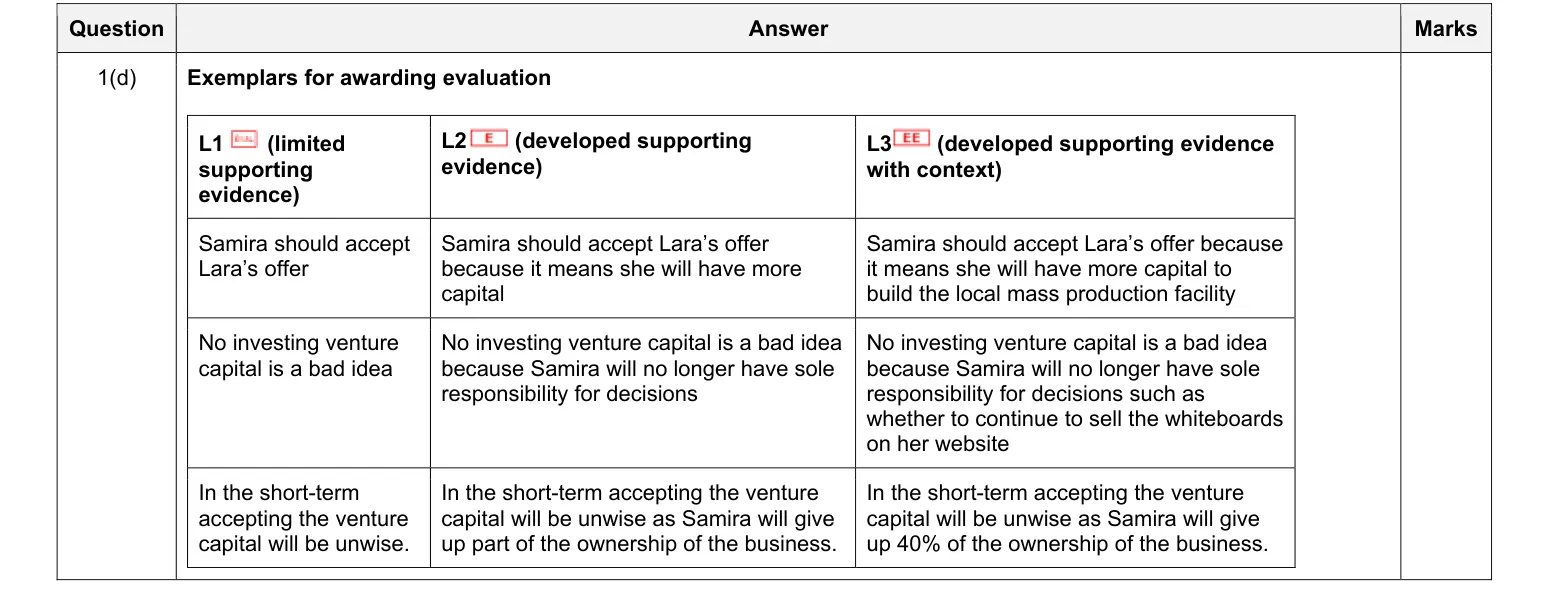 Question Answer Marks
1(d) Exemplars for awarding evaluation
L1 EVAL (limited
supporting
evidence)
L2 E (developed supporting
evidence)
L3 EE (developed supporting evidence
with context)
Samira should accept
Lara’s offer
Samira should accept Lara’s offer
because it means she will have more
capital
Samira should accept Lara’s offer because
it means she will have more capital to
build the local mass production facility
No investing venture
capital is a bad idea
No investing venture capital is a bad idea
because Samira will no longer have sole
responsibility for decisions
No investing venture capital is a bad idea
because Samira will no longer have sole
responsibility for decisions such as
whether to continue to sell the whiteboards
on her website
In the short-term
accepting the venture
capital will be unwise.
In the short-term accepting the venture
capital will be unwise as Samira will give
up part of the ownership of the business.
In the short-term accepting the venture
capital will be unwise as Samira will give
up 40% of the ownership of the business.